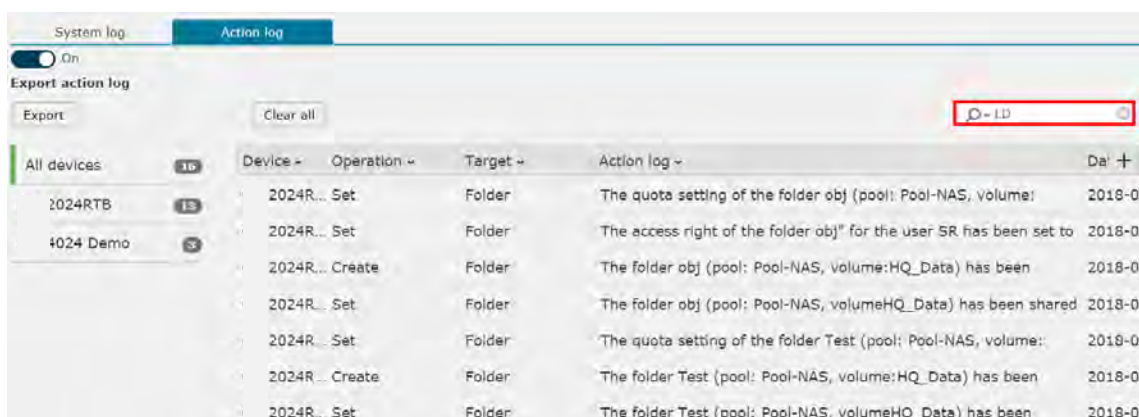 System log Action log
On
Export action log
Export Clear all LD
All devices 16 Device Operation Target Action log Da +
2024RTB 13 2024R... Set Folder The quota setting of the folder obj (pool: Pool-NAS, volume: 2018-0
4024 Demo 3 2024R... Set Folder The access right of the folder obj" for the user SR has been set to 2018-0
2024R... Create Folder The folder obj (pool: Pool-NAS, volume:HQ_Data) has been 2018-0
2024R... Set Folder The folder obj (pool: Pool-NAS, volumeHQ_Data) has been shared 2018-0
2024R... Set Folder The quota setting of the folder Test (pool: Pool-NAS, volume: 2018-0
2024R... Create Folder The folder Test (pool: Pool-NAS, volume:HQ_Data) has been 2018-0
2024R... Set Folder The folder Test (pool: Pool-NAS, volumeHQ_Data) has been 2018-0